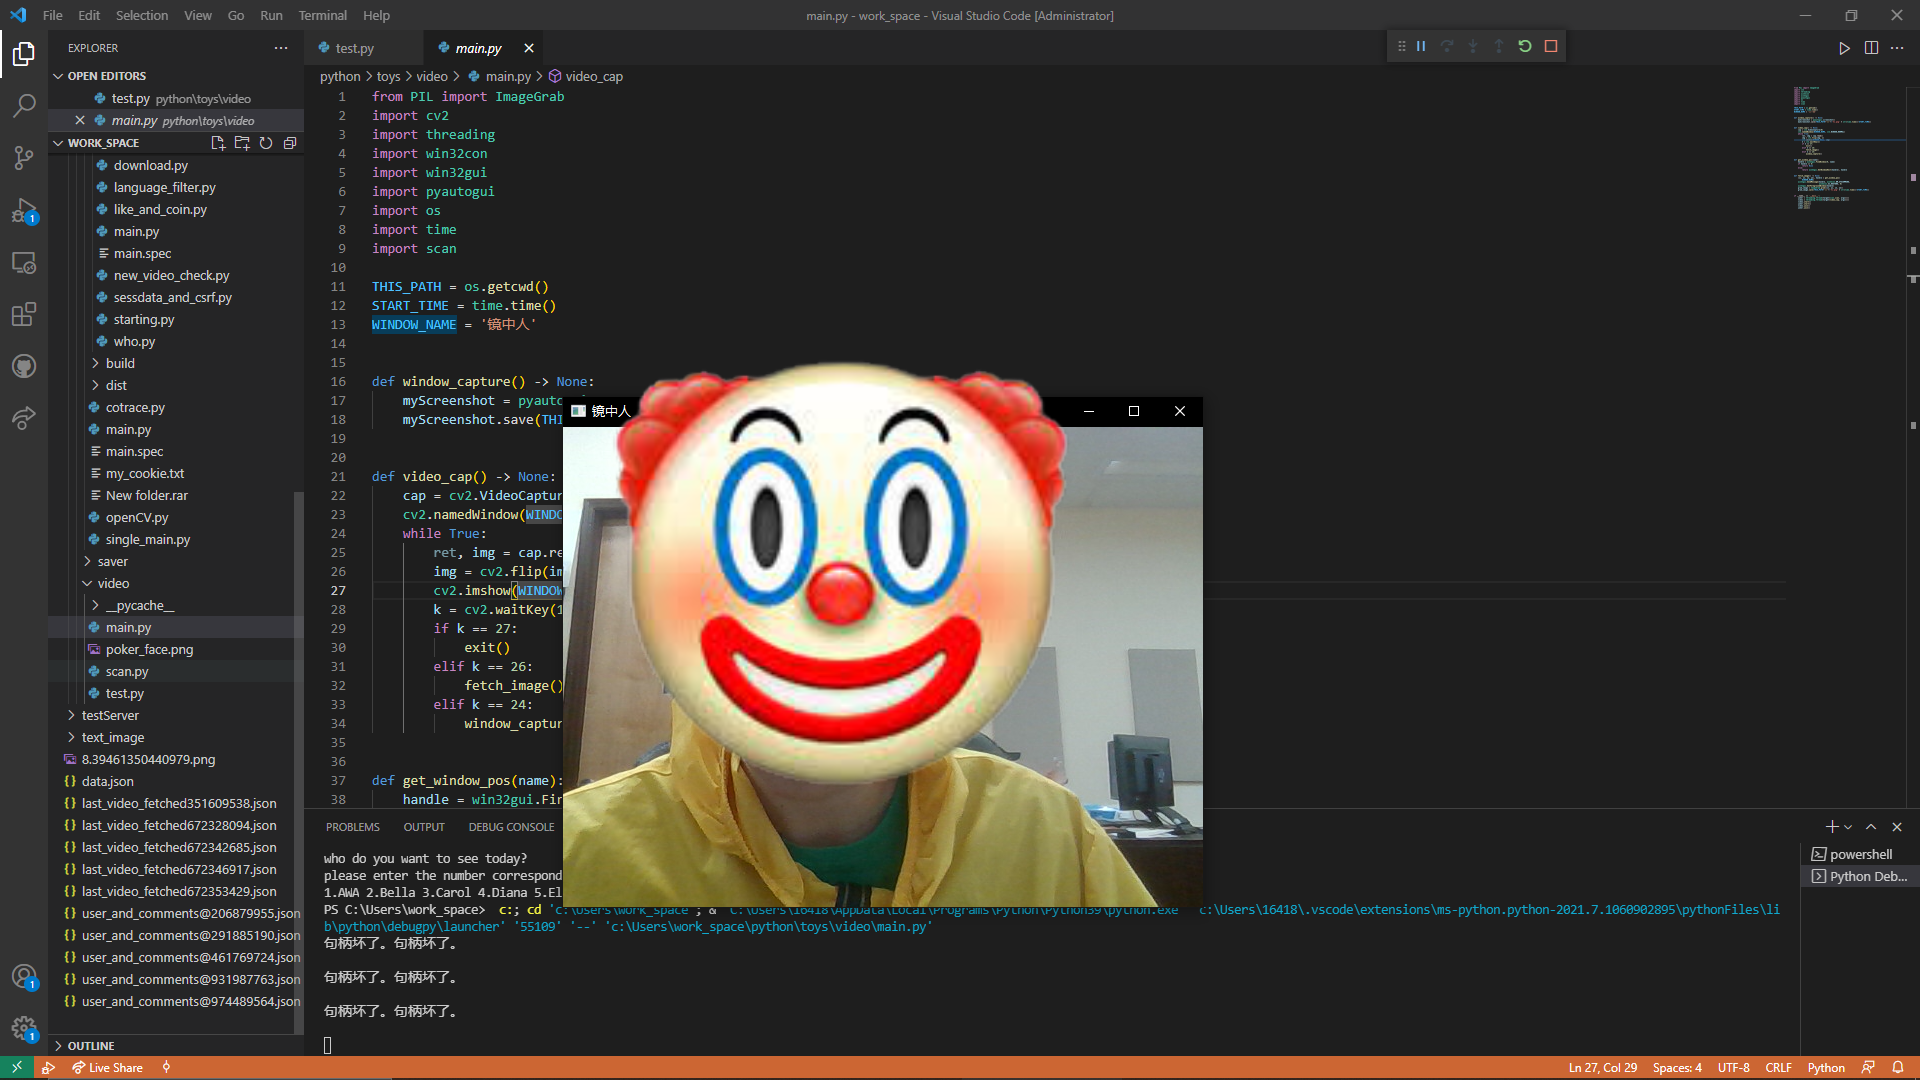 File Edit Selection View Go Run Terminal Help
main.py - work_space - Visual Studio Code [Administrator]
EXPLORER
OPEN EDITORS
test.py python\toys\video
main.py python\toys\video
WORK_SPACE
download.py
language_filter.py
like_and_coin.py
main.py
main.spec
new_video_check.py
sessdata_and_csrf.py
starting.py
who.py
build
dist
cotrace.py
main.py
main.spec
my_cookie.txt
New folder.rar
openCV.py
single_main.py
saver
video
__pycache__
main.py
poker_face.png
scan.py
test.py
testServer
text_image
8.39461350440979.png
data.json
last_video_fetched351609538.json
last_video_fetched672328094.json
last_video_fetched672342685.json
last_video_fetched672346917.json
last_video_fetched672353429.json
user_and_comments@206879955.json
user_and_comments@291885190.json
user_and_comments@461769724.json
user_and_comments@931987763.json
user_and_comments@974489564.json
OUTLINE
1
1
1
test.py main.py
python > toys > video > main.py > video_cap
1 from PIL import ImageGrab
2 import cv2
3 import threading
4 import win32con
5 import win32gui
6 import pyautogui
7 import os
8 import time
9 import scan
10
11 THIS_PATH = os.getcwd()
12 START_TIME = time.time()
13 WINDOW_NAME = '镜中人'
14
15
16 def window_capture() -> None:
17 myScreenshot = pyauto
18 myScreenshot.save(THI
19
20
21 def video_cap() -> None:
22 cap = cv2.VideoCaptur
23 cv2.namedWindow(WINDO
24 while True:
25 ret, img = cap.re
26 img = cv2.flip(im
27 cv2.imshow(WINDOW
28 k = cv2.waitKey(1
29 if k == 27:
30 exit()
31 elif k == 26:
32 fetch_image()
33 elif k == 24:
34 window_captur
35
36
37 def get_window_pos(name):
38 handle = win32gui.Fin
镜中人
PROBLEMS OUTPUT DEBUG CONSOLE
who do you want to see today?
please enter the number correspond
1.AWA 2.Bella 3.Carol 4.Diana 5.El
PS C:\Users\work_space> c:; cd 'c:\Users\work_space'; & 'C:\Users\16418\AppData\Local\Programs\Python\Python39\python.exe' 'c:\Users\16418\.vscode\extensions\ms-python.python-2021.7.1060902895\pythonFiles\li
b\python\debugpy\launcher' '55109' '--' 'c:\Users\work_space\python\toys\video\main.py'
句柄坏了。句柄坏了。
句柄坏了。句柄坏了。
句柄坏了。句柄坏了。
powershell
Python Deb...
Live Share
Ln 27, Col 29 Spaces: 4 UTF-8 CRLF Python